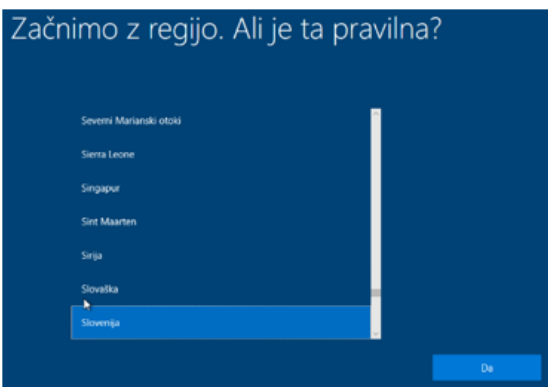 Začnimo z regijo. Ali je ta pravilna?
Severni Marianski otoki
Sierra Leone
Singapur
Sint Maarten
Sirija
Slovaška
Slovenija
Da